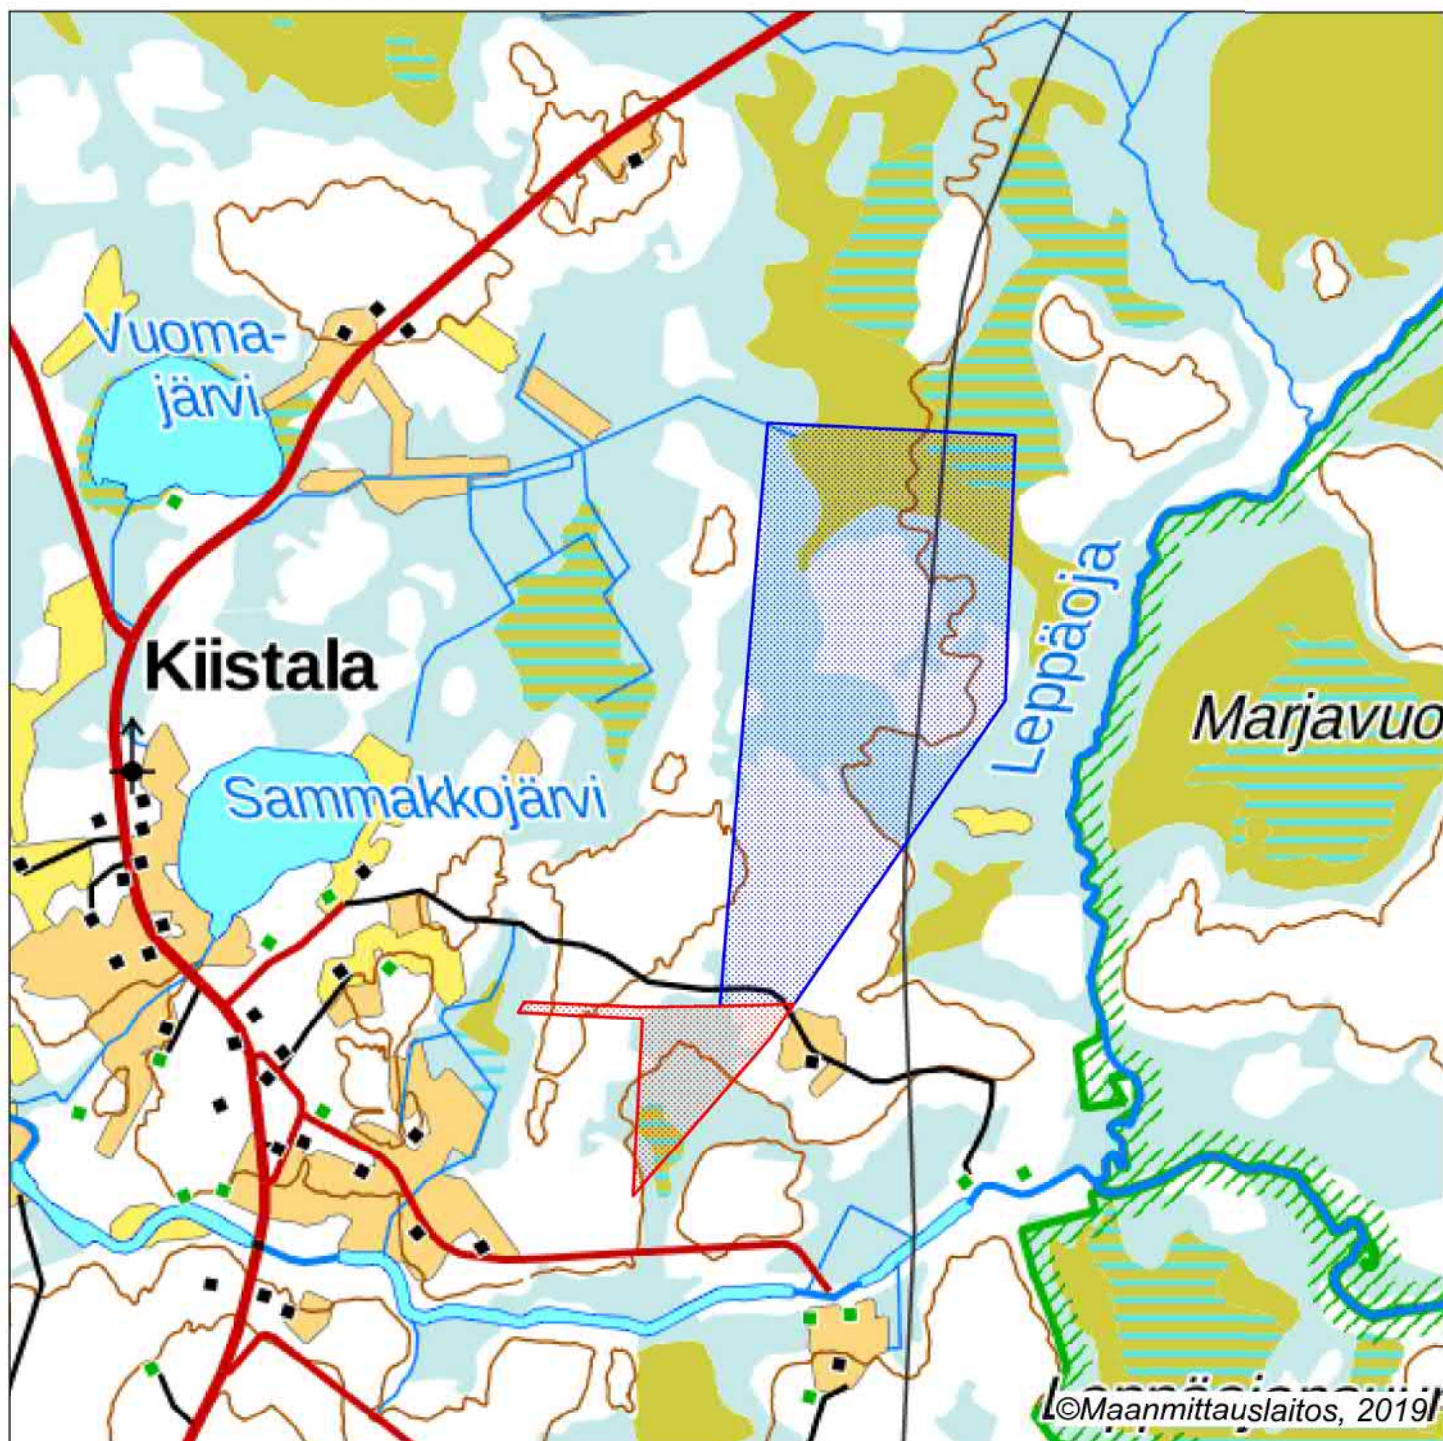 Vuoma-
järvi
Kiistala
Leppäoja
Marjavuo
Sammakkojärvi
©Maanmittauslaitos, 2019